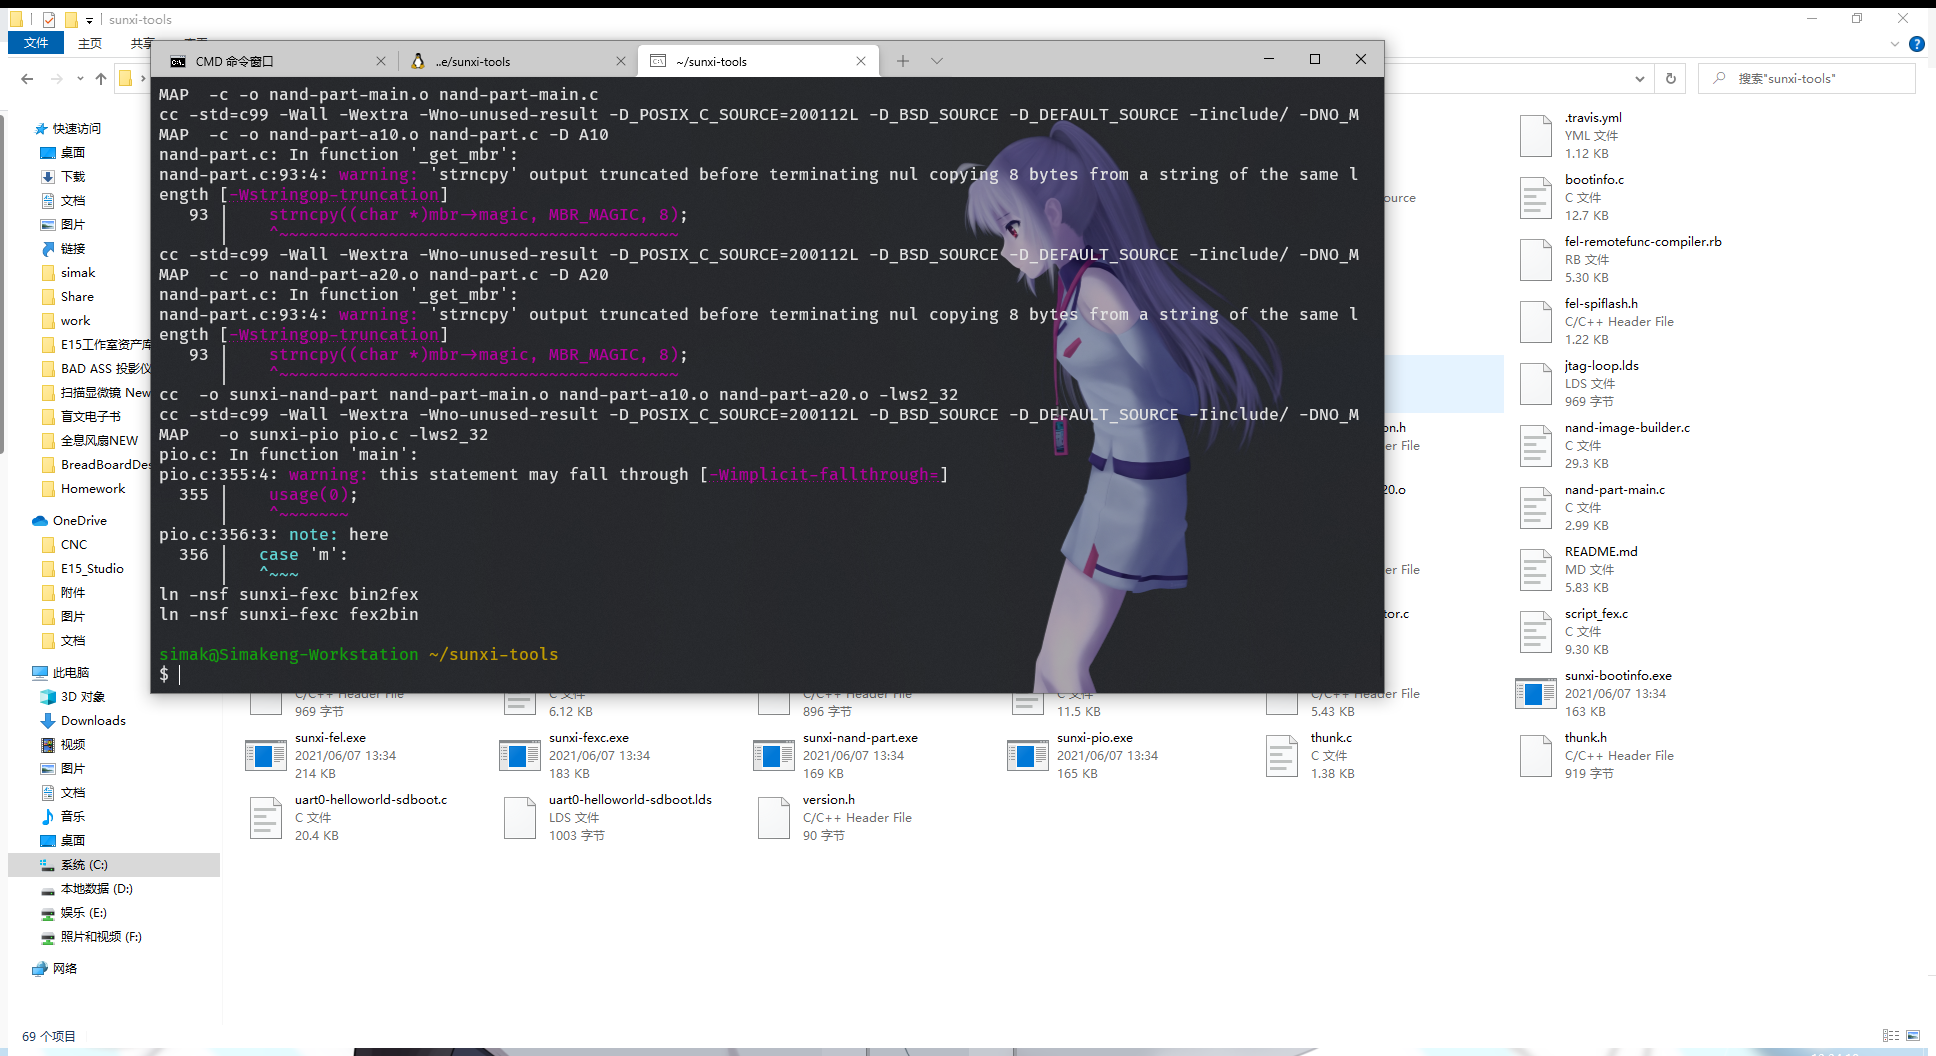 sunxi-tools
文件
主页
共享
CMD 命令窗口
..e/sunxi-tools
~/sunxi-tools
搜索"sunxi-tools"
MAP  -c -o nand-part-main.o nand-part-main.c
cc -std=c99 -Wall -Wextra -Wno-unused-result -D_POSIX_C_SOURCE=200112L -D_BSD_SOURCE -D_DEFAULT_SOURCE -Iinclude/ -DNO_M
MAP  -c -o nand-part-a10.o nand-part.c -D A10
nand-part.c: In function '_get_mbr':
nand-part.c:93:4: warning: 'strncpy' output truncated before terminating nul copying 8 bytes from a string of the same l
ength [-Wstringop-truncation]
93 |    strncpy((char *)mbr->magic, MBR_MAGIC, 8);
|    ^~~~~~~~~~~~~~~~~~~~~~~~~~~~~~~~~~~~~~~~~
cc -std=c99 -Wall -Wextra -Wno-unused-result -D_POSIX_C_SOURCE=200112L -D_BSD_SOURCE -D_DEFAULT_SOURCE -Iinclude/ -DNO_M
MAP  -c -o nand-part-a20.o nand-part.c -D A20
nand-part.c: In function '_get_mbr':
nand-part.c:93:4: warning: 'strncpy' output truncated before terminating nul copying 8 bytes from a string of the same l
ength [-Wstringop-truncation]
93 |    strncpy((char *)mbr->magic, MBR_MAGIC, 8);
|    ^~~~~~~~~~~~~~~~~~~~~~~~~~~~~~~~~~~~~~~~~
cc  -o sunxi-nand-part nand-part-main.o nand-part-a10.o nand-part-a20.o -lws2_32
cc -std=c99 -Wall -Wextra -Wno-unused-result -D_POSIX_C_SOURCE=200112L -D_BSD_SOURCE -D_DEFAULT_SOURCE -Iinclude/ -DNO_M
MAP   -o sunxi-pio pio.c -lws2_32
pio.c: In function 'main':
pio.c:355:4: warning: this statement may fall through [-Wimplicit-fallthrough=]
355 |    usage(0);
|    ^~~~~~~~
pio.c:356:3: note: here
356 |   case 'm':
|   ^~~~
ln -nsf sunxi-fexc bin2fex
ln -nsf sunxi-fexc fex2bin
simak@Simakeng-Workstation ~/sunxi-tools
$
快速访问
桌面
下载
文档
图片
链接
simak
Share
work
E15工作室资产库
BAD ASS 投影仪
扫描显微镜 New
盲文电子书
全息风扇NEW
BreadBoardDes
Homework
OneDrive
CNC
E15_Studio
附件
图片
文档
此电脑
3D 对象
Downloads
视频
图片
文档
音乐
桌面
系统 (C:)
本地数据 (D:)
娱乐 (E:)
照片和视频 (F:)
网络
ource
on.h
er File
20.o
er File
tor.c
.travis.yml
YML 文件
1.12 KB
bootinfo.c
C 文件
12.7 KB
fel-remotefunc-compiler.rb
RB 文件
5.30 KB
fel-spiflash.h
C/C++ Header File
1.22 KB
jtag-loop.lds
LDS 文件
969 字节
nand-image-builder.c
C 文件
29.3 KB
nand-part-main.c
C 文件
2.99 KB
README.md
MD 文件
5.83 KB
script_fex.c
C 文件
9.30 KB
C/C++ Header File
969 字节
C 文件
6.12 KB
C/C++ Header File
896 字节
C 文件
11.5 KB
C/C++ Header File
5.43 KB
sunxi-bootinfo.exe
2021/06/07 13:34
163 KB
sunxi-fel.exe
2021/06/07 13:34
214 KB
sunxi-fexc.exe
2021/06/07 13:34
183 KB
sunxi-nand-part.exe
2021/06/07 13:34
169 KB
sunxi-pio.exe
2021/06/07 13:34
165 KB
thunk.c
C 文件
1.38 KB
thunk.h
C/C++ Header File
919 字节
uart0-helloworld-sdboot.c
C 文件
20.4 KB
uart0-helloworld-sdboot.lds
LDS 文件
1003 字节
version.h
C/C++ Header File
90 字节
69 个项目